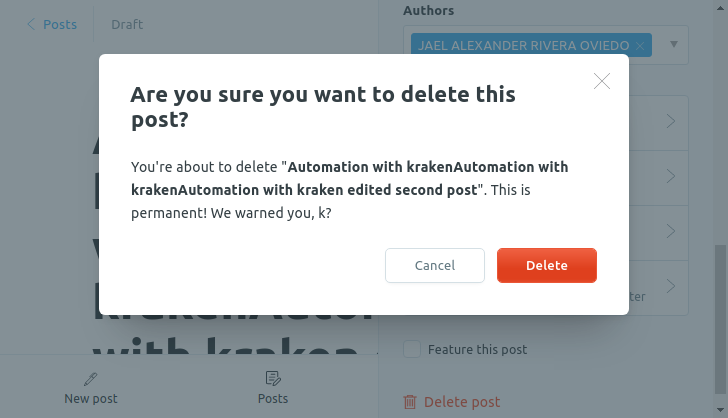 Posts
Draft
Authors
JAEL ALEXANDER RIVERA OVIEDO
Are you sure you want to delete this
post?
You're about to delete "Automation with krakenAutomation with
krakenAutomation with kraken edited second post". This is
permanent! We warned you, k?
Cancel
Delete
with kraken
Feature this post
New post
Posts
Delete post